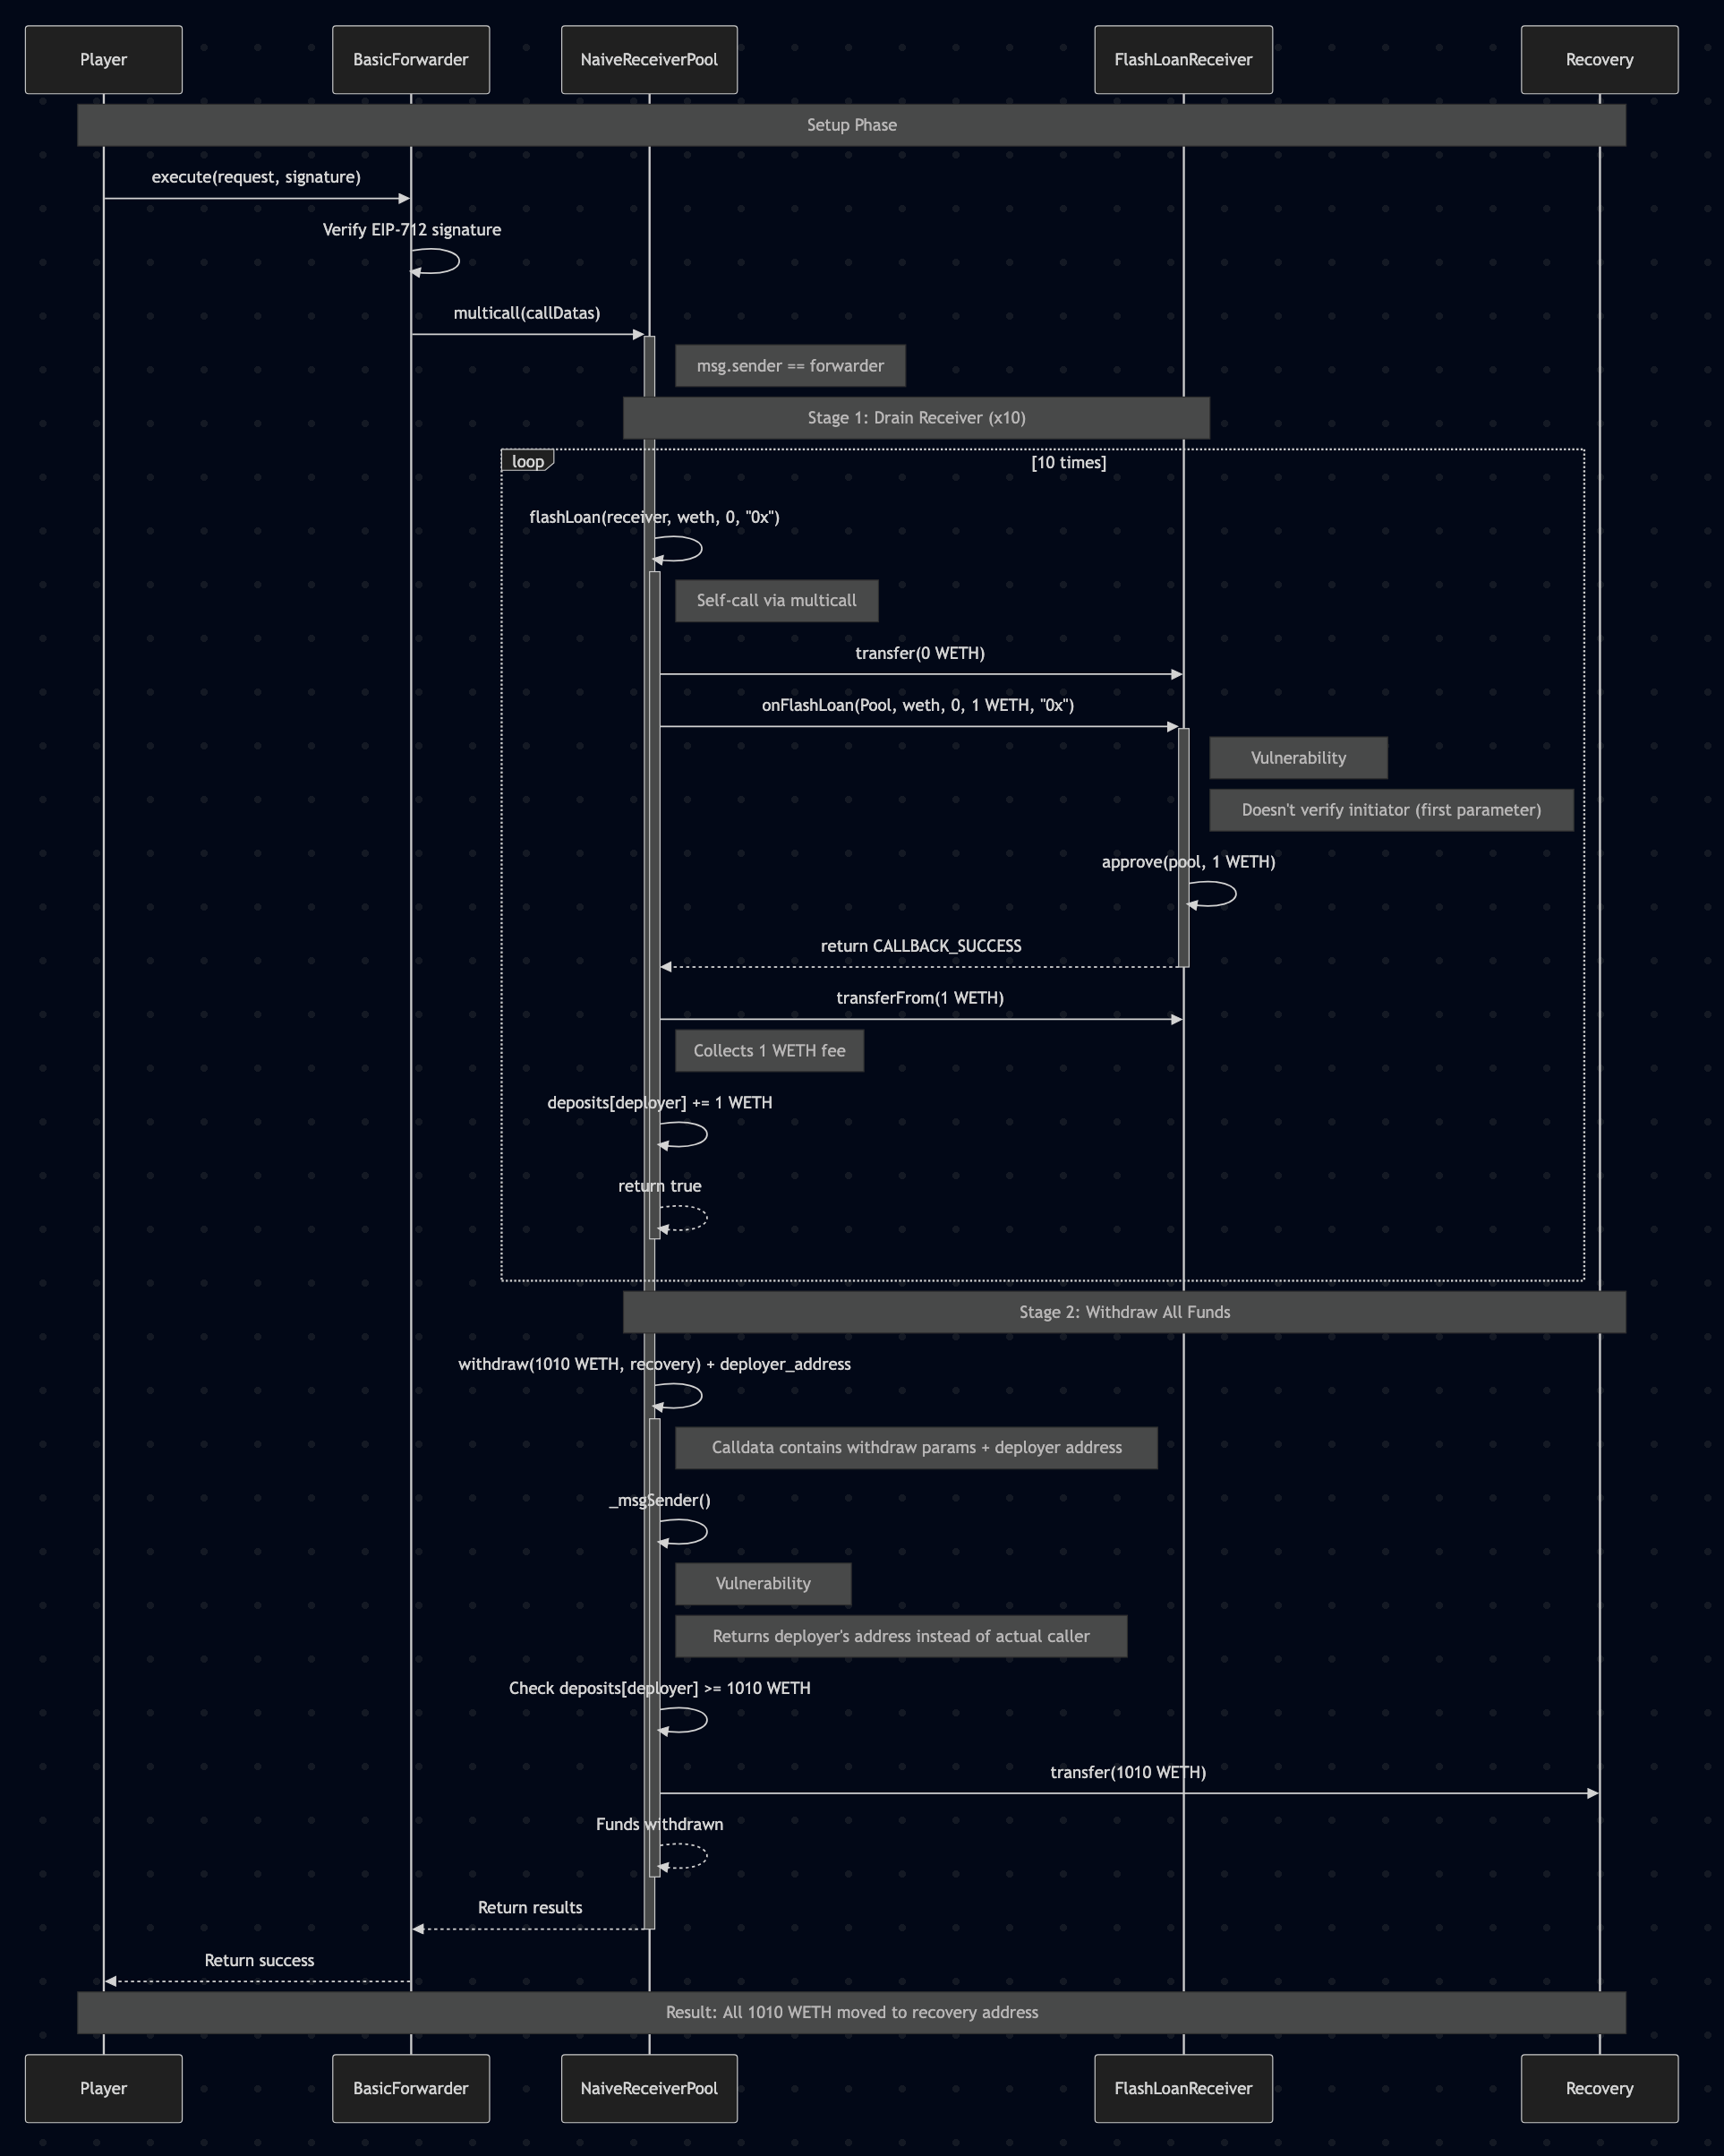 Player
BasicForwarder
NaiveReceiverPool
FlashLoanReceiver
Recovery
Setup Phase
execute(request, signature)
Verify EIP-712 signature
multicall(callDatas)
msg.sender == forwarder
Stage 1: Drain Receiver (x10)
loop
[10 times]
flashLoan(receiver, weth, 0, "0x")
Self-call via multicall
transfer(0 WETH)
onFlashLoan(Pool, weth, 0, 1 WETH, "0x")
Vulnerability
Doesn't verify initiator (first parameter)
approve(pool, 1 WETH)
return CALLBACK_SUCCESS
transferFrom(1 WETH)
Collects 1 WETH fee
deposits[deployer] += 1 WETH
return true
Stage 2: Withdraw All Funds
withdraw(1010 WETH, recovery) + deployer_address
Calldata contains withdraw params + deployer address
_msgSender()
Vulnerability
Returns deployer's address instead of actual caller
Check deposits[deployer] >= 1010 WETH
transfer(1010 WETH)
Funds withdrawn
Return results
Return success
Result: All 1010 WETH moved to recovery address
Player
BasicForwarder
NaiveReceiverPool
FlashLoanReceiver
Recovery